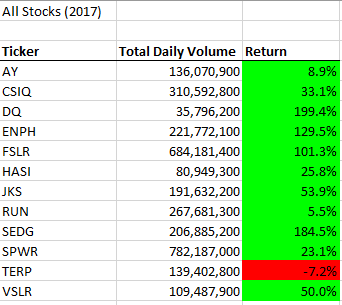 All Stocks (2017)
Ticker Total Daily Volume Return
AY 136,070,900 8.9%
CSIQ 310,592,800 33.1%
DQ 35,796,200 199.4%
ENPH 221,772,100 129.5%
FSLR 684,181,400 101.3%
HASI 80,949,300 25.8%
JKS 191,632,200 53.9%
RUN 267,681,300 5.5%
SEDG 206,885,200 184.5%
SPWR 782,187,000 23.1%
TERP 139,402,800 -7.2%
VSLR 109,487,900 50.0%